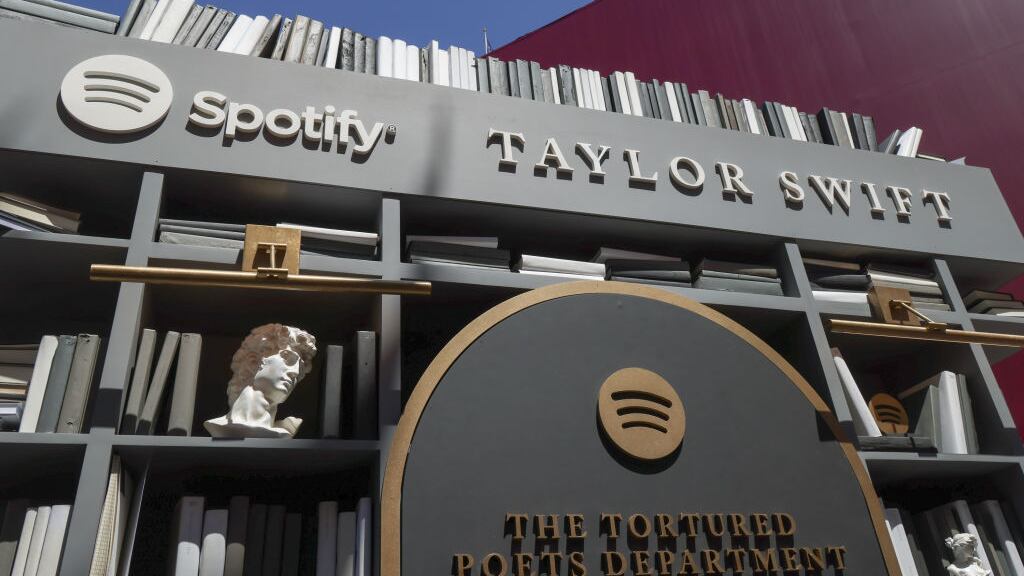 Spotify®
TAYLOR SWIFT
THE TORTURED
POETS DEPARTMENT